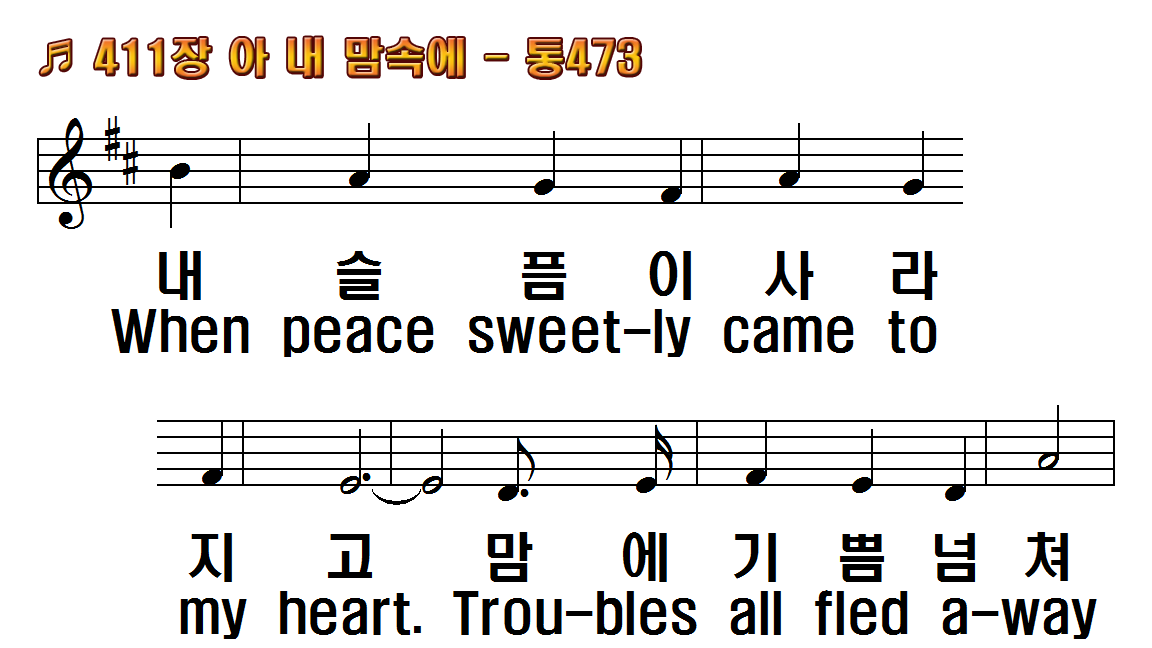 ♬ 411장 아 내 맘속에 - 통473
내 슬 픔 이 사 라
When peace sweet-ly came to
지 고 맘 에 기 쁨 넘 쳐
my heart. Trou-bles all fled a-way